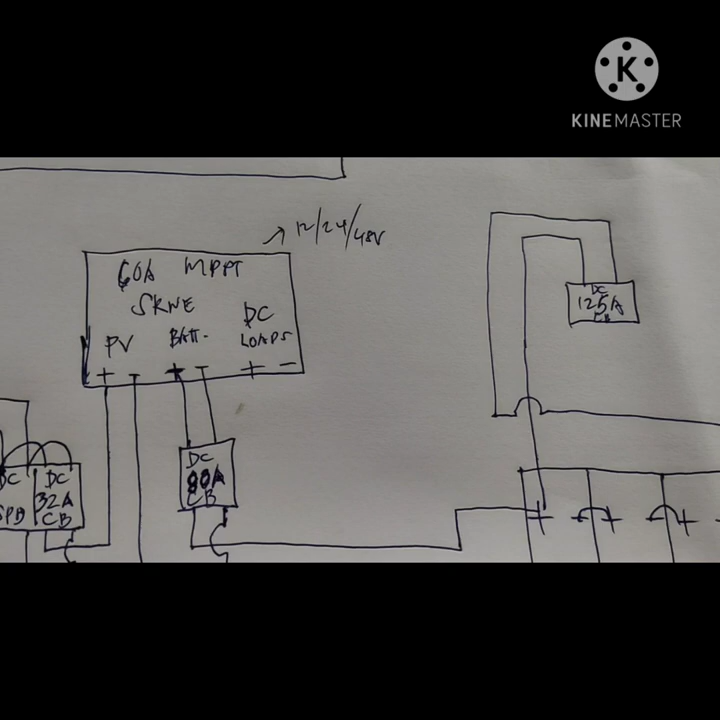 KINEMASTER
12/24/48V
60A MPPT
SRNE
PV BATT. DC LOADS
+ - + - + -
DC 125A CB
DC SPD
DC 32A CB
DC 80A CB
+ + + -